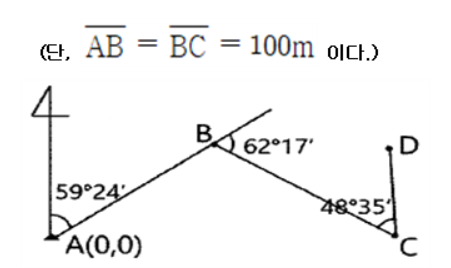 (단, AB = BC = 100m 이다.)
B 62°17′ D
59°24′
48°35′
A(0,0) C